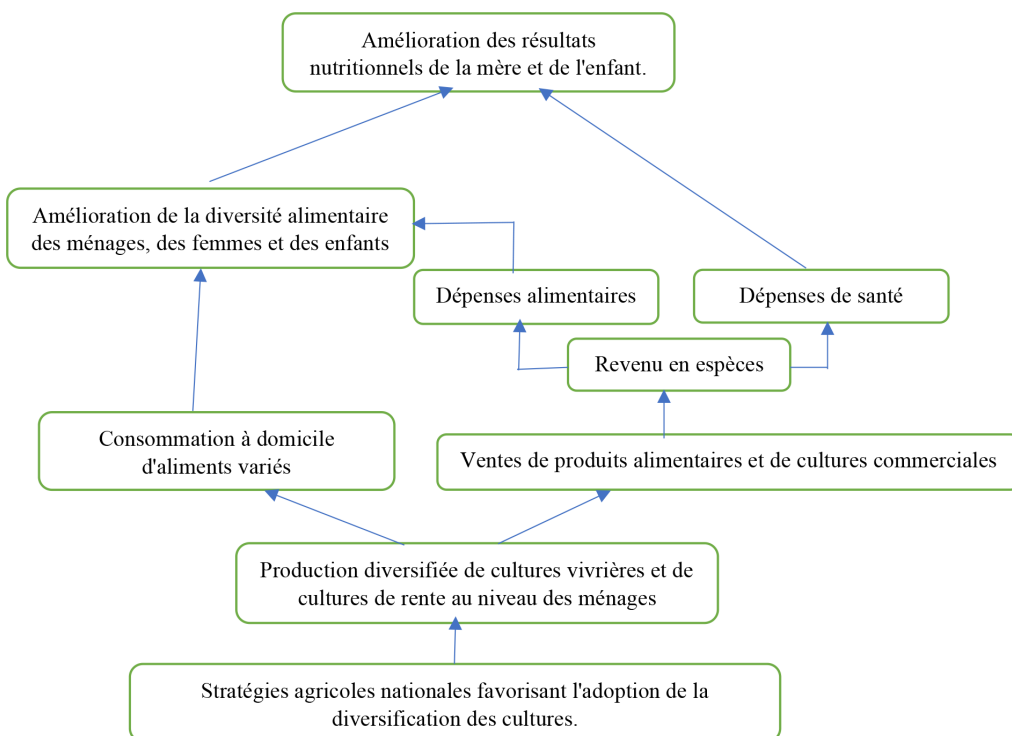 Amélioration des résultats
nutritionnels de la mère et de l'enfant.
Amélioration de la diversité alimentaire
des ménages, des femmes et des enfants
Dépenses alimentaires
Dépenses de santé
Revenu en espèces
Consommation à domicile
d'aliments variés
Ventes de produits alimentaires et de cultures commerciales
Production diversifiée de cultures vivrières et de
cultures de rente au niveau des ménages
Stratégies agricoles nationales favorisant l'adoption de la
diversification des cultures.